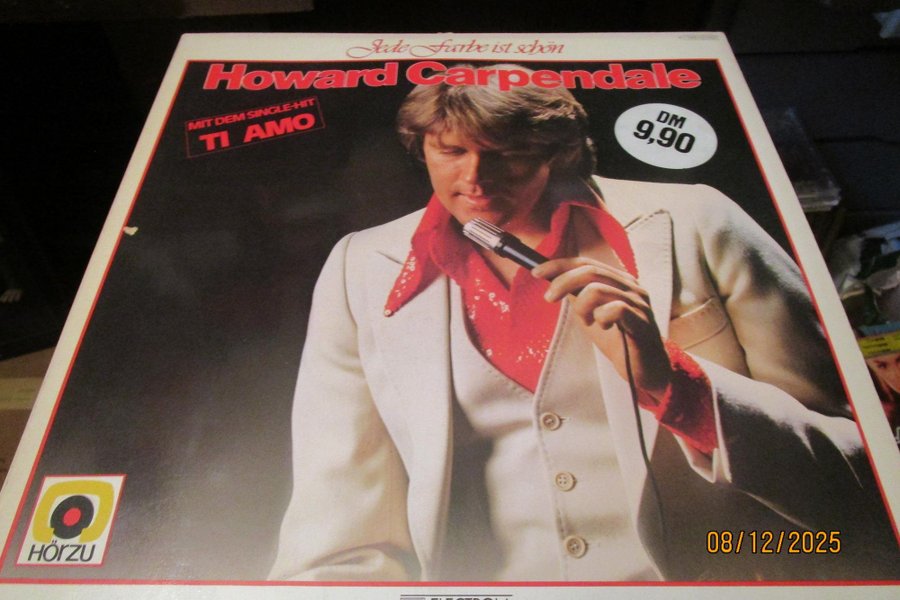 Jede Farbe ist schön
Howard Carpendale
MIT DEM SINGLE-HIT
TI AMO
DM
9,90
HÖRZU
08/12/2025
ELECTROLA